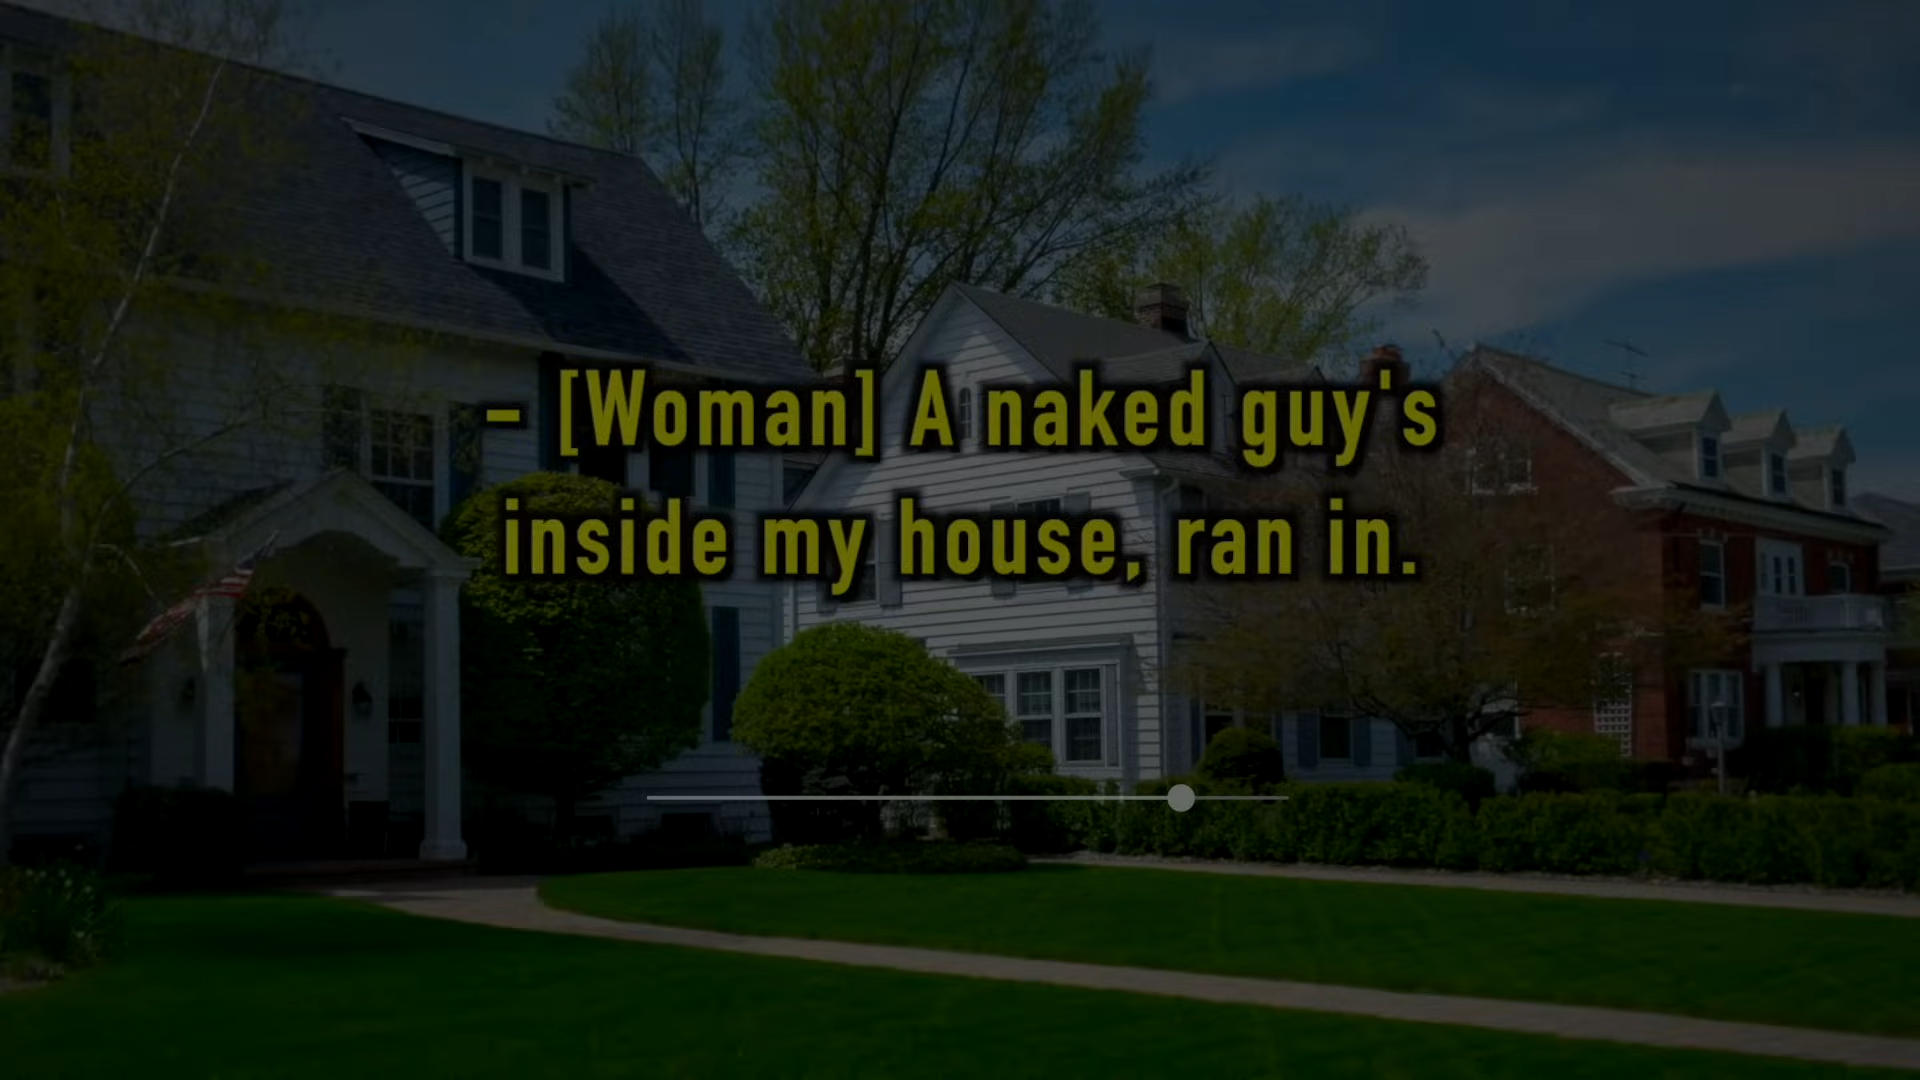 – [Woman] A naked guy's
inside my house, ran in.